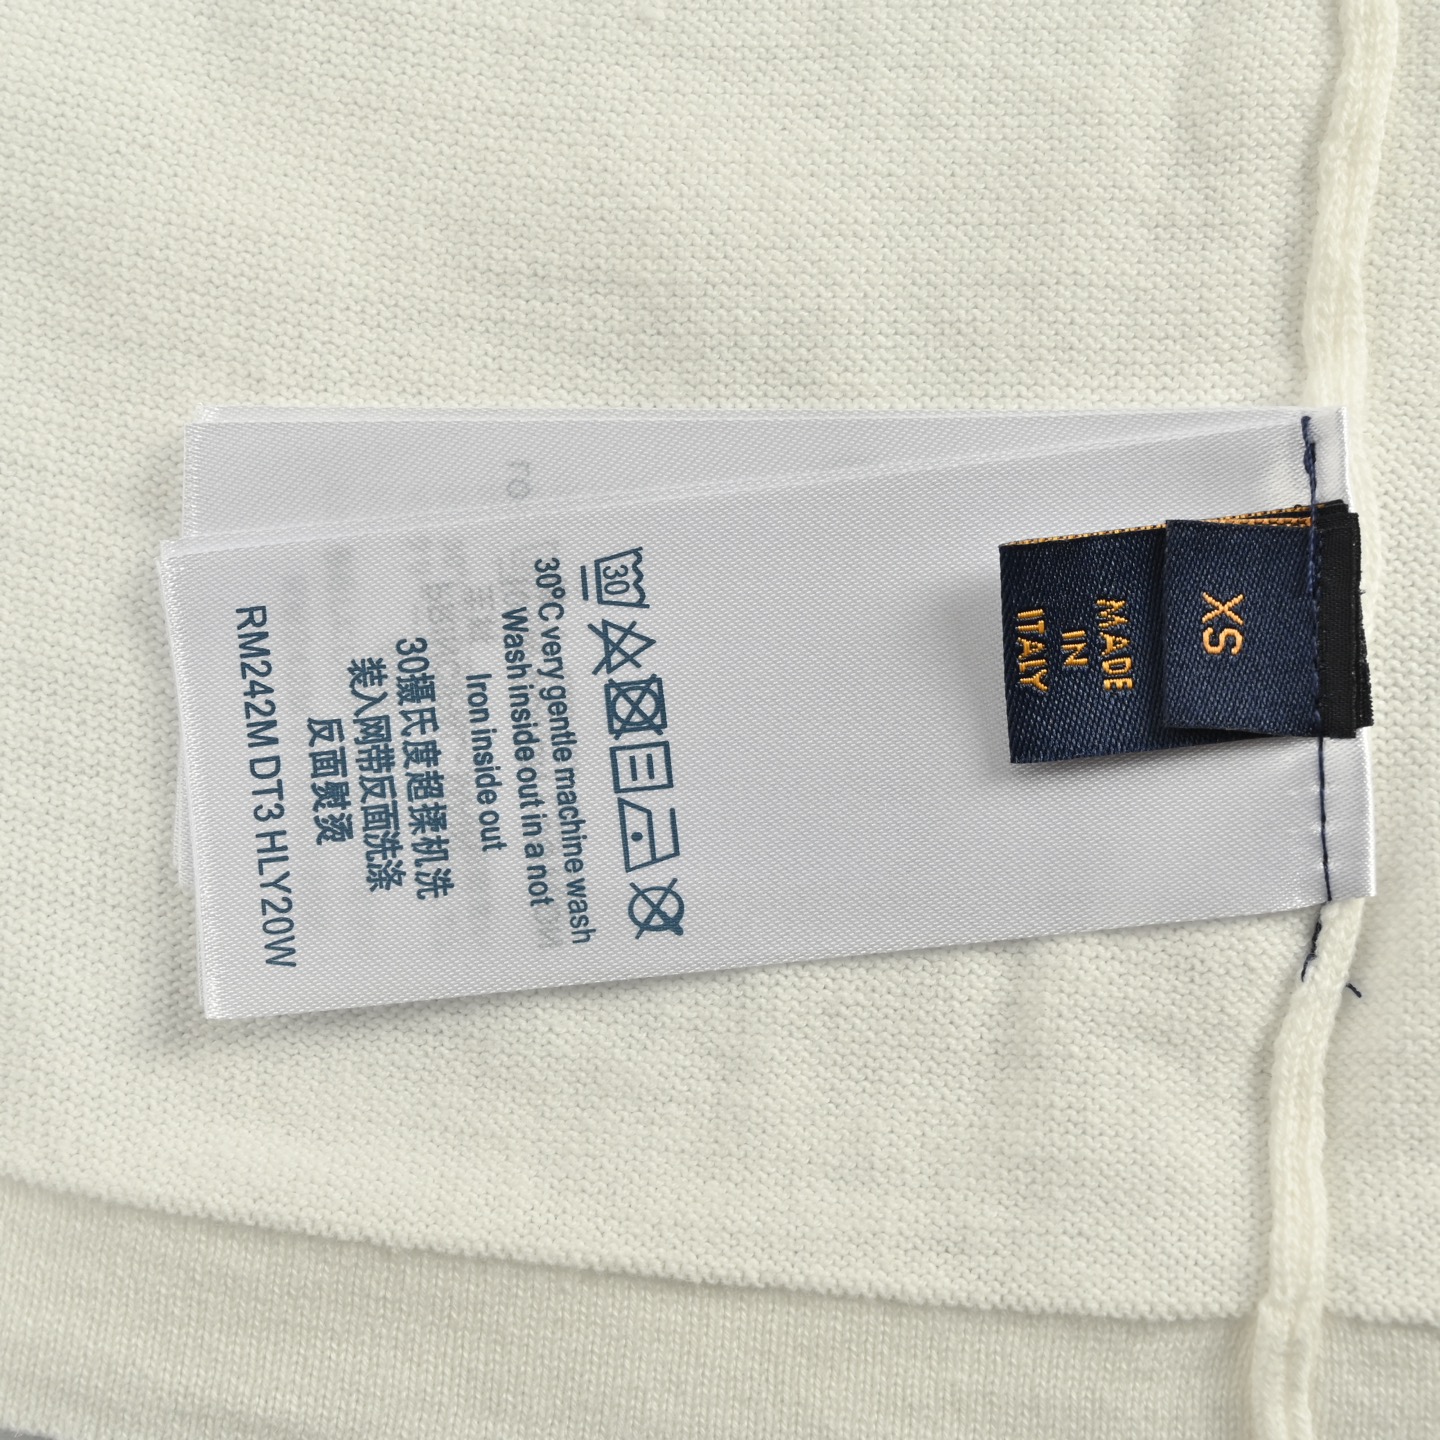 XS
MADE
IN
ITALY
30
30°C very gentle machine wash
Wash inside out in a not
Iron inside out
30摄氏度超揉机洗
装入网带反面洗涤
反面熨烫
RM242M DT3 HLY20W